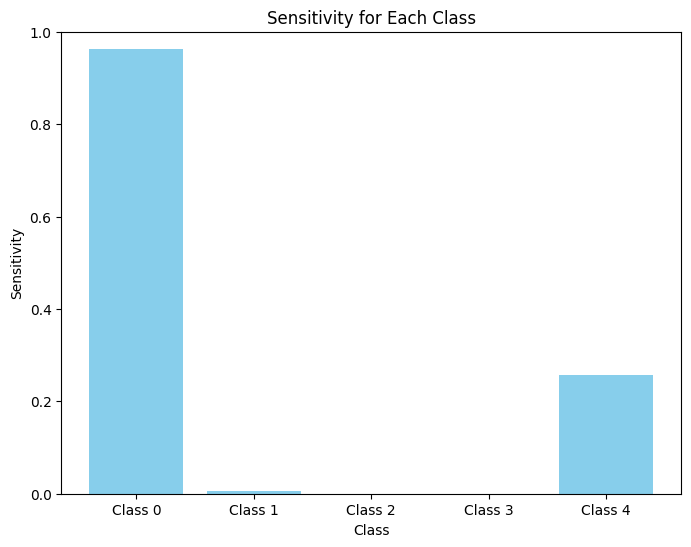 Sensitivity for Each Class
1.0
0.8
0.6
0.4
0.2
0.0
Sensitivity
Class 0
Class 1
Class 2
Class 3
Class 4
Class